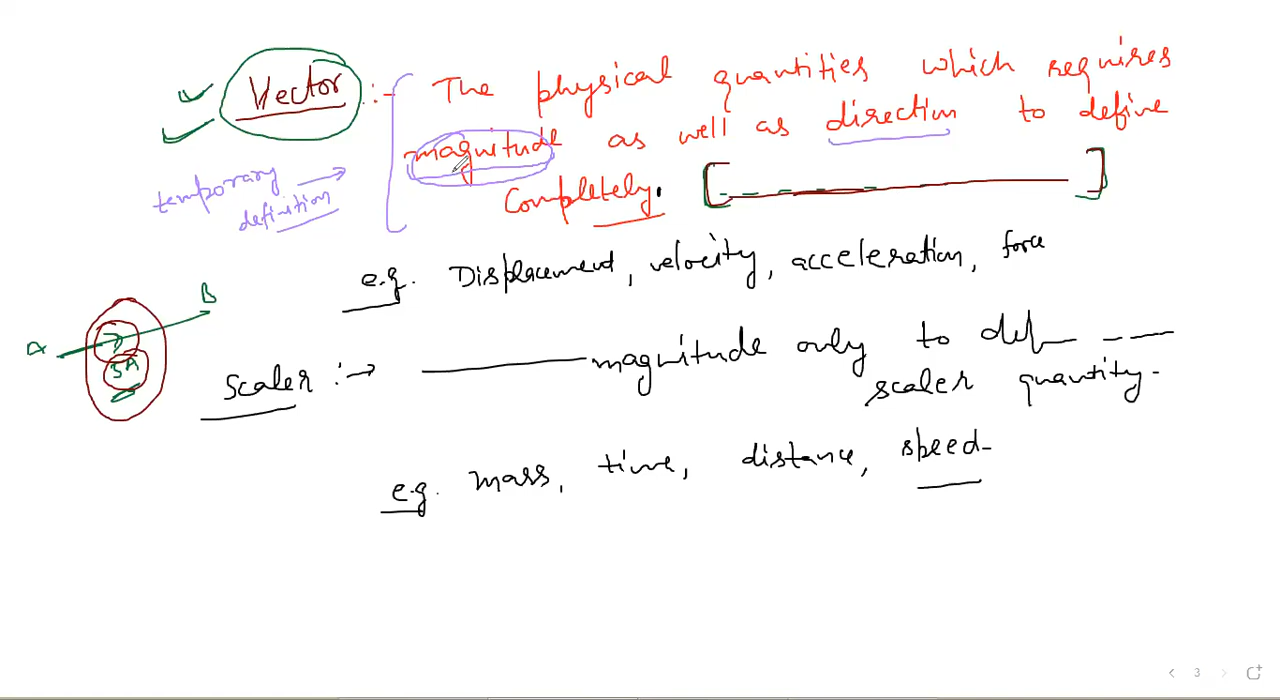 Vector :- The physical quantities which requires
magnitude as well as direction to define
completely.
temporary
definition
e.g. Displacement, velocity, acceleration, force
A B
5A
Scaler :→ magnitude only to def
scaler quantity.
e.g. mass, time, distance, speed
3